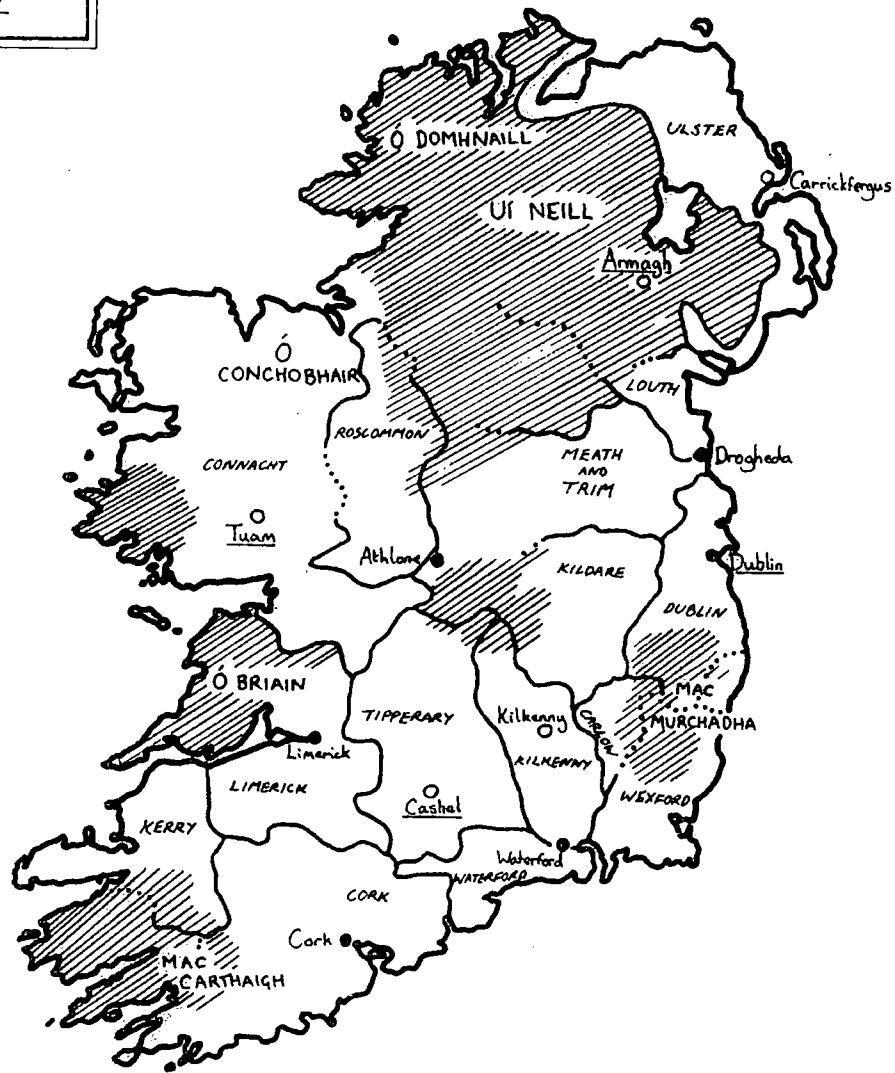 ULSTER
Ó DOMHNAILL
Carrickfergus
UÍ NEILL
Armagh
Ó
CONCHOBHAIR
LOUTH
ROSCOMMON
CONNACHT
MEATH
AND
TRIM
Drogheda
Tuam
Athlone
KILDARE
Dublin
DUBLIN
Ó BRIAIN
MAC
MURCHADHA
TIPPERARY
Kilkenny
CARLOW
Limerick
KILKENNY
LIMERICK
Cashel
WEXFORD
KERRY
Waterford
WATERFORD
CORK
Cork
MAC
CARTHAIGH